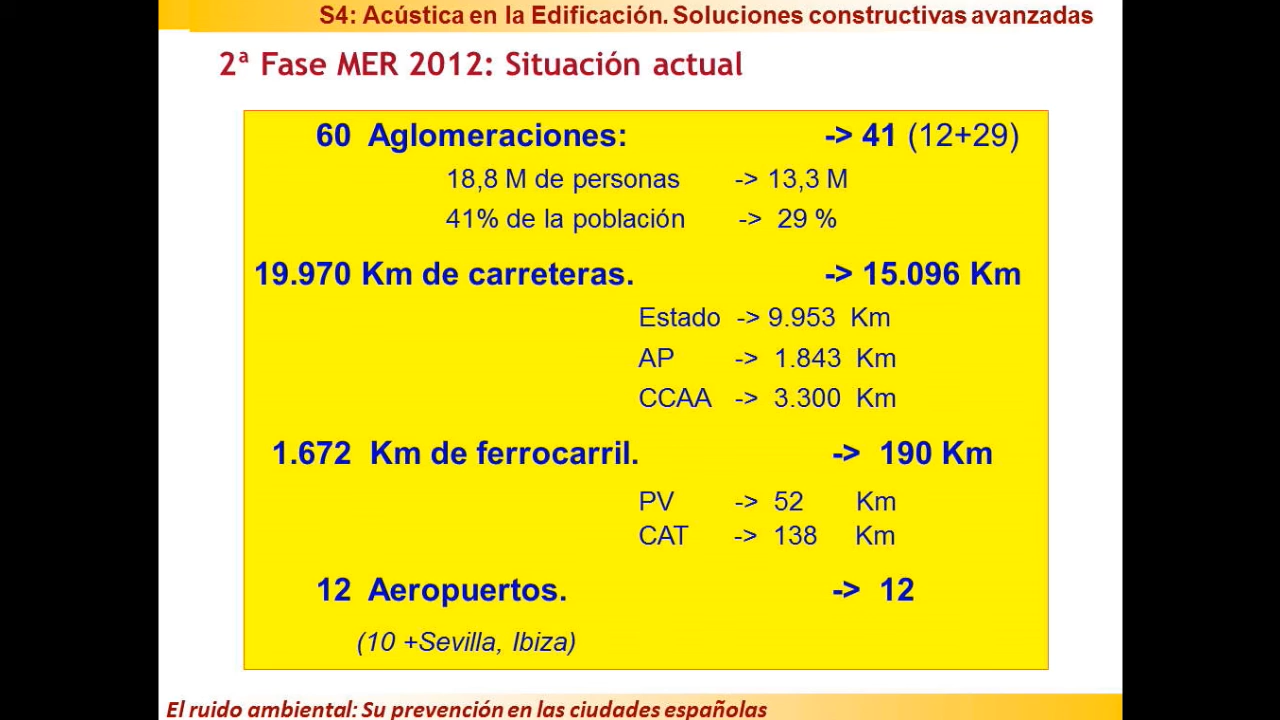 S4: Acústica en la Edificación. Soluciones constructivas avanzadas
2ª Fase MER 2012: Situación actual
60 Aglomeraciones: -> 41 (12+29)
18,8 M de personas -> 13,3 M
41% de la población -> 29 %
19.970 Km de carreteras. -> 15.096 Km
Estado -> 9.953 Km
AP -> 1.843 Km
CCAA -> 3.300 Km
1.672 Km de ferrocarril. -> 190 Km
PV -> 52 Km
CAT -> 138 Km
12 Aeropuertos. -> 12
(10 +Sevilla, Ibiza)
El ruido ambiental: Su prevención en las ciudades españolas